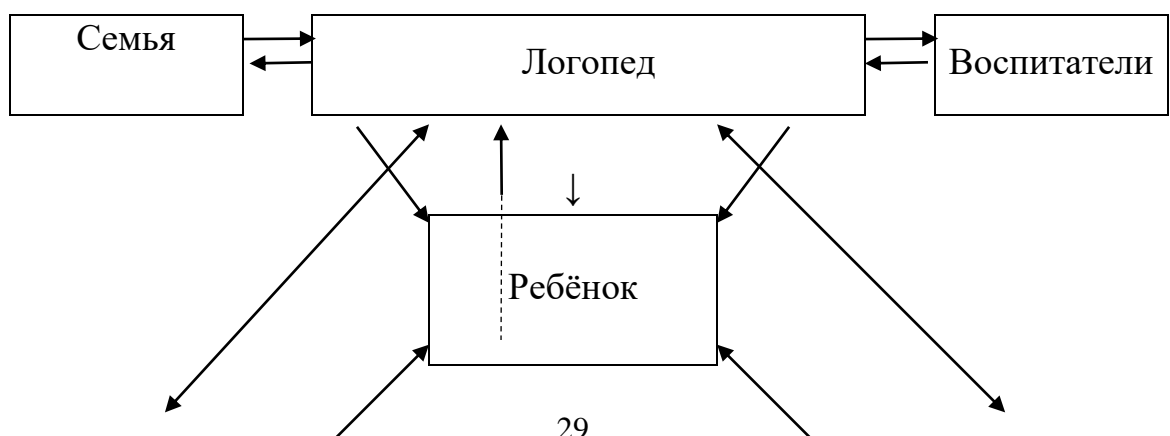 Семья
Логопед
Воспитатели
Ребёнок
29